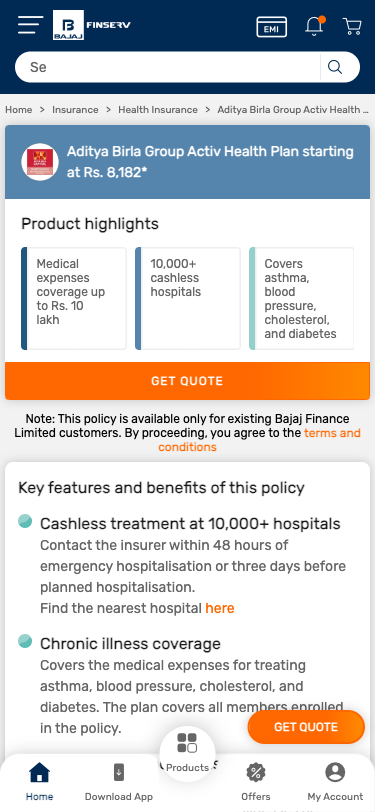 BAJAJ
FINSERV
EMI
Se
Home > Insurance > Health Insurance > Aditya Birla Group Activ Health ...
Aditya Birla Group Activ Health Plan starting
at Rs. 8,182*
Product highlights
Medical
expenses
coverage up
to Rs. 10
lakh
10,000+
cashless
hospitals
Covers
asthma,
blood
pressure,
cholesterol,
and diabetes
GET QUOTE
Note: This policy is available only for existing Bajaj Finance
Limited customers. By proceeding, you agree to the terms and
conditions
Key features and benefits of this policy
Cashless treatment at 10,000+ hospitals
Contact the insurer within 48 hours of
emergency hospitalisation or three days before
planned hospitalisation.
Find the nearest hospital here
Chronic illness coverage
Covers the medical expenses for treating
asthma, blood pressure, cholesterol, and
diabetes. The plan covers all members enrolled
in the policy.
GET QUOTE
Home
Download App
Products
Offers
My Account